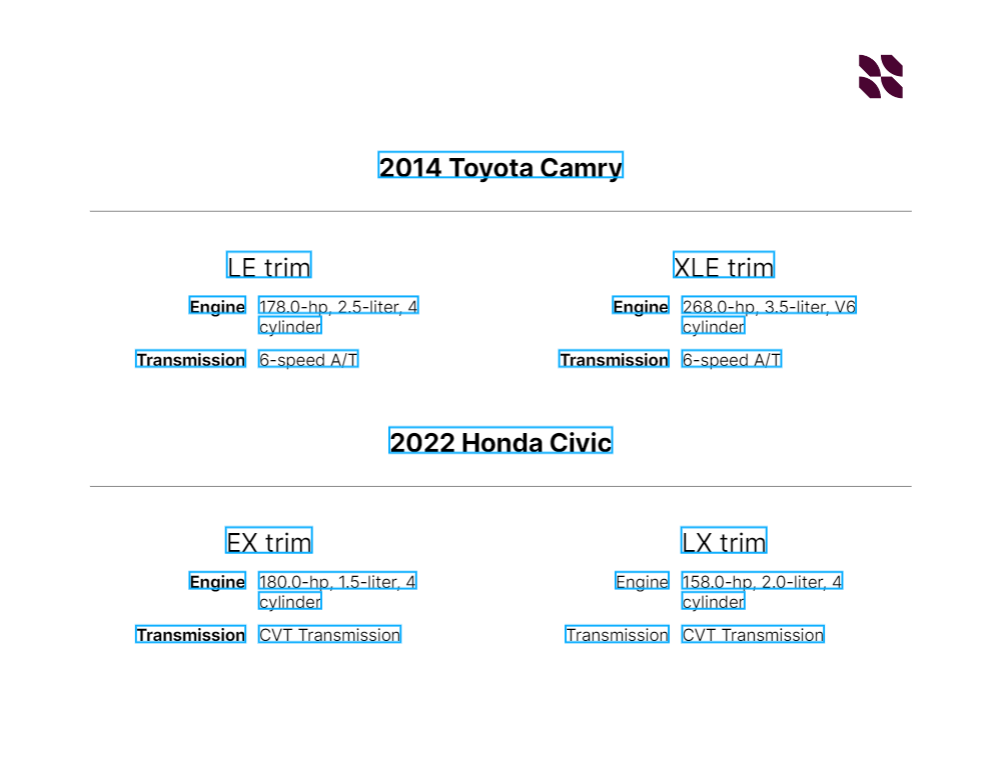 2014 Toyota Camry
LE trim
Engine 178.0-hp, 2.5-liter, 4
cylinder
Transmission 6-speed A/T
XLE trim
Engine 268.0-hp, 3.5-liter, V6
cylinder
Transmission 6-speed A/T
2022 Honda Civic
EX trim
Engine 180.0-hp, 1.5-liter, 4
cylinder
Transmission CVT Transmission
LX trim
Engine 158.0-hp, 2.0-liter, 4
cylinder
Transmission CVT Transmission